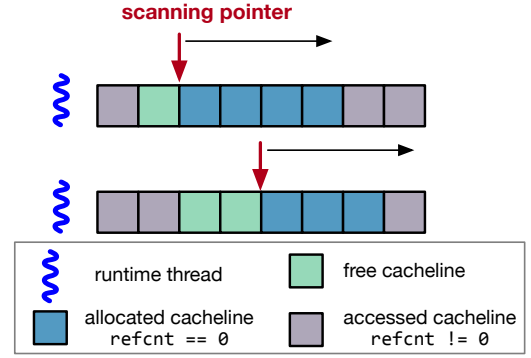 scanning pointer
runtime thread
free cacheline
allocated cacheline
refcnt == 0
accessed cacheline
refcnt != 0